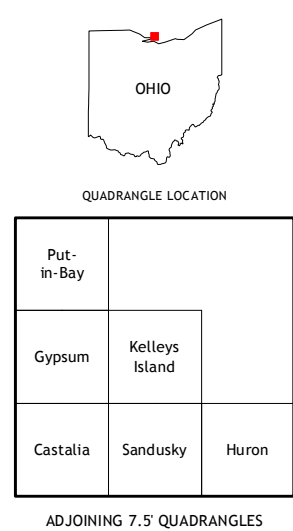 OHIO
QUADRANGLE LOCATION
Put-
in-Bay
Gypsum
Kelleys
Island
Castalia
Sandusky
Huron
ADJOINING 7.5' QUADRANGLES